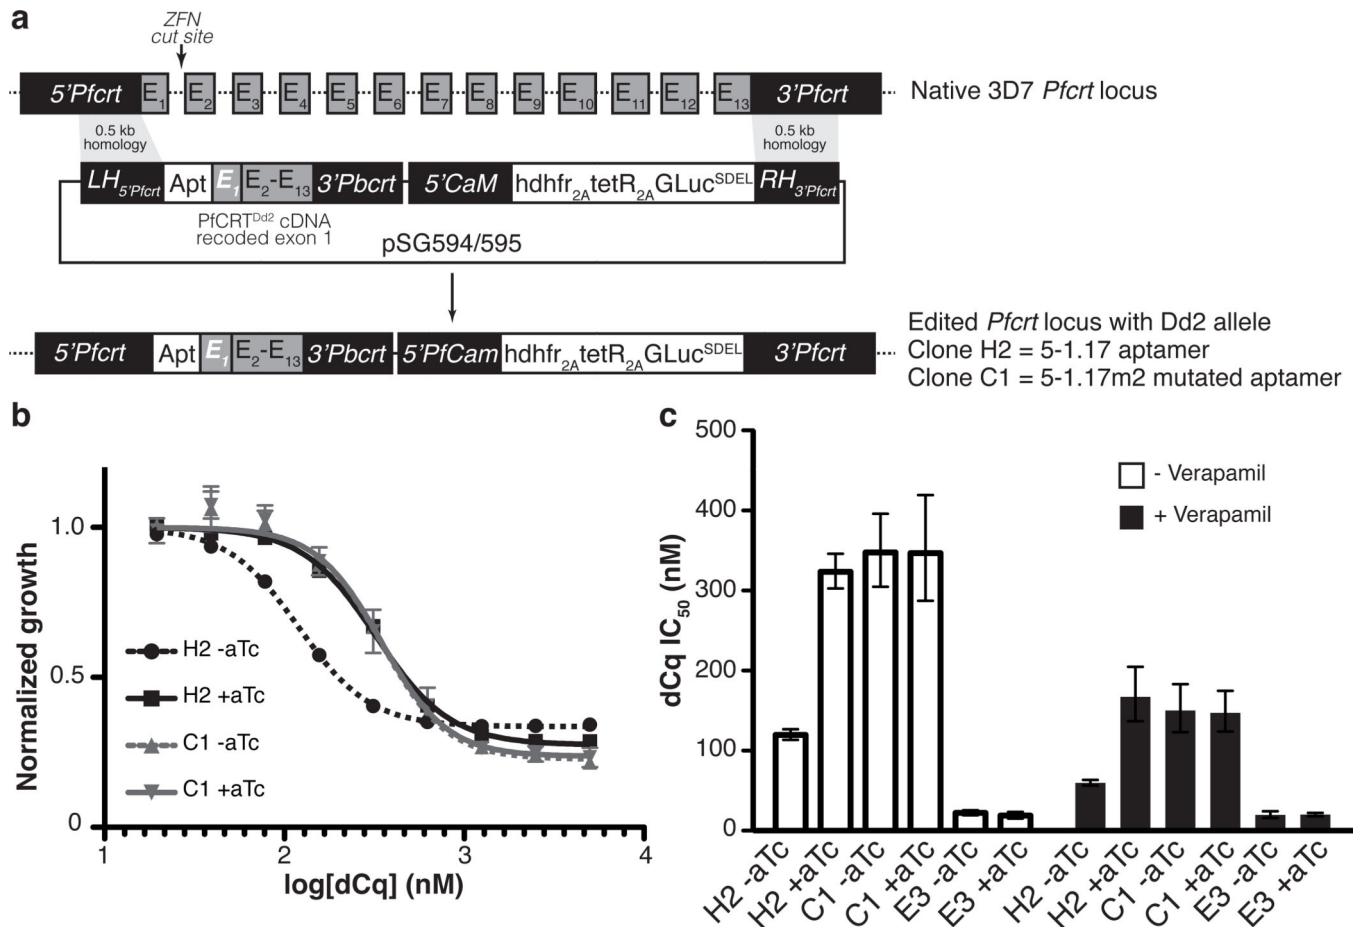 a
ZFN
cut site
5'Pfcrt E1 E2 E3 E4 E5 E6 E7 E8 E9 E10 E11 E12 E13 3'Pfcrt
Native 3D7 Pfcrt locus
0.5 kb
homology
0.5 kb
homology
LH5'Pfcrt Apt E1 E2-E13 3'Pbcrt 5'CaM hdhfr2AtetR2AGLucSDEL RH3'Pfcrt
PfCRTDd2 cDNA
recoded exon 1
pSG594/595
5'Pfcrt Apt E1 E2-E13 3'Pbcrt 5'PfCam hdhfr2AtetR2AGLucSDEL 3'Pfcrt
Edited Pfcrt locus with Dd2 allele
Clone H2 = 5-1.17 aptamer
Clone C1 = 5-1.17m2 mutated aptamer
b
Normalized growth
1.0
0.5
0
H2 -aTc
H2 +aTc
C1 -aTc
C1 +aTc
1 2 3 4
log[dCq] (nM)
c
dCq IC50 (nM)
500
400
300
200
100
0
- Verapamil
+ Verapamil
H2 -aTc
H2 +aTc
C1 -aTc
C1 +aTc
E3 -aTc
E3 +aTc
H2 -aTc
H2 +aTc
C1 -aTc
C1 +aTc
E3 -aTc
E3 +aTc